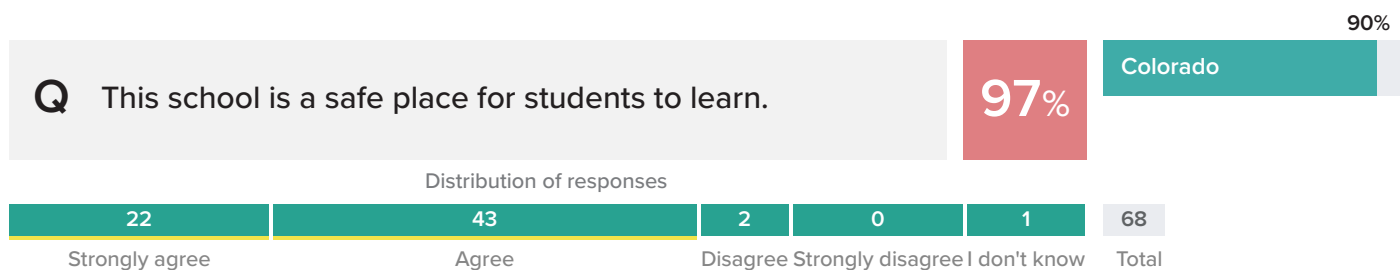 90%
Q This school is a safe place for students to learn.
97%
Colorado
Distribution of responses
22 43 2 0 1 68
Strongly agree Agree Disagree Strongly disagree I don't know Total